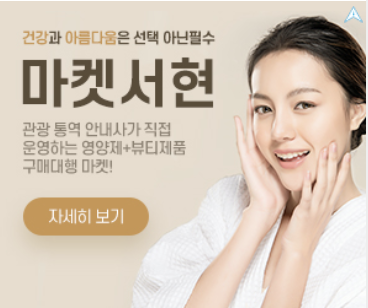 건강과 아름다움은 선택 아닌필수
마켓서현
관광 통역 안내사가 직접
운영하는 영양제+뷰티제품
구매대행 마켓!
자세히 보기